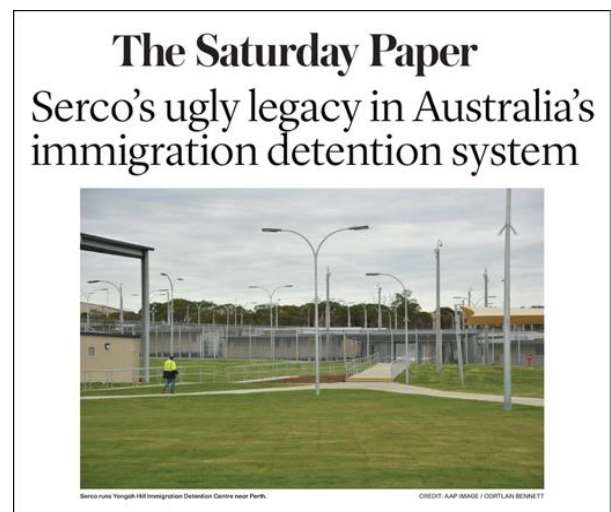 The Saturday Paper
Serco's ugly legacy in Australia's
immigration detention system
Serco runs Yongah Hill Immigration Detention Centre near Perth.
CREDIT: AAP IMAGE / CORTLAN BENNETT